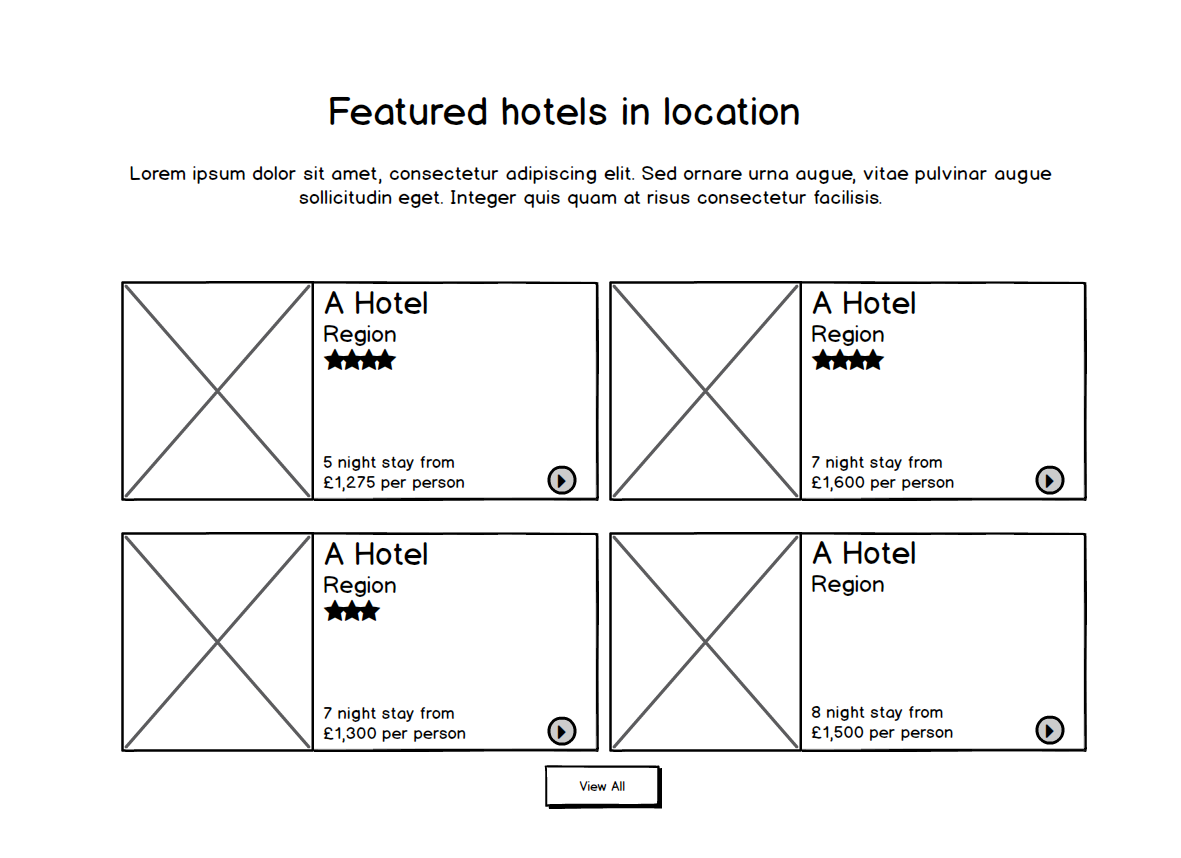 Featured hotels in location
Lorem ipsum dolor sit amet, consectetur adipiscing elit. Sed ornare urna augue, vitae pulvinar augue
sollicitudin eget. Integer quis quam at risus consectetur facilisis.
A Hotel
Region
5 night stay from
£1,275 per person
A Hotel
Region
7 night stay from
£1,600 per person
A Hotel
Region
7 night stay from
£1,300 per person
A Hotel
Region
8 night stay from
£1,500 per person
View All